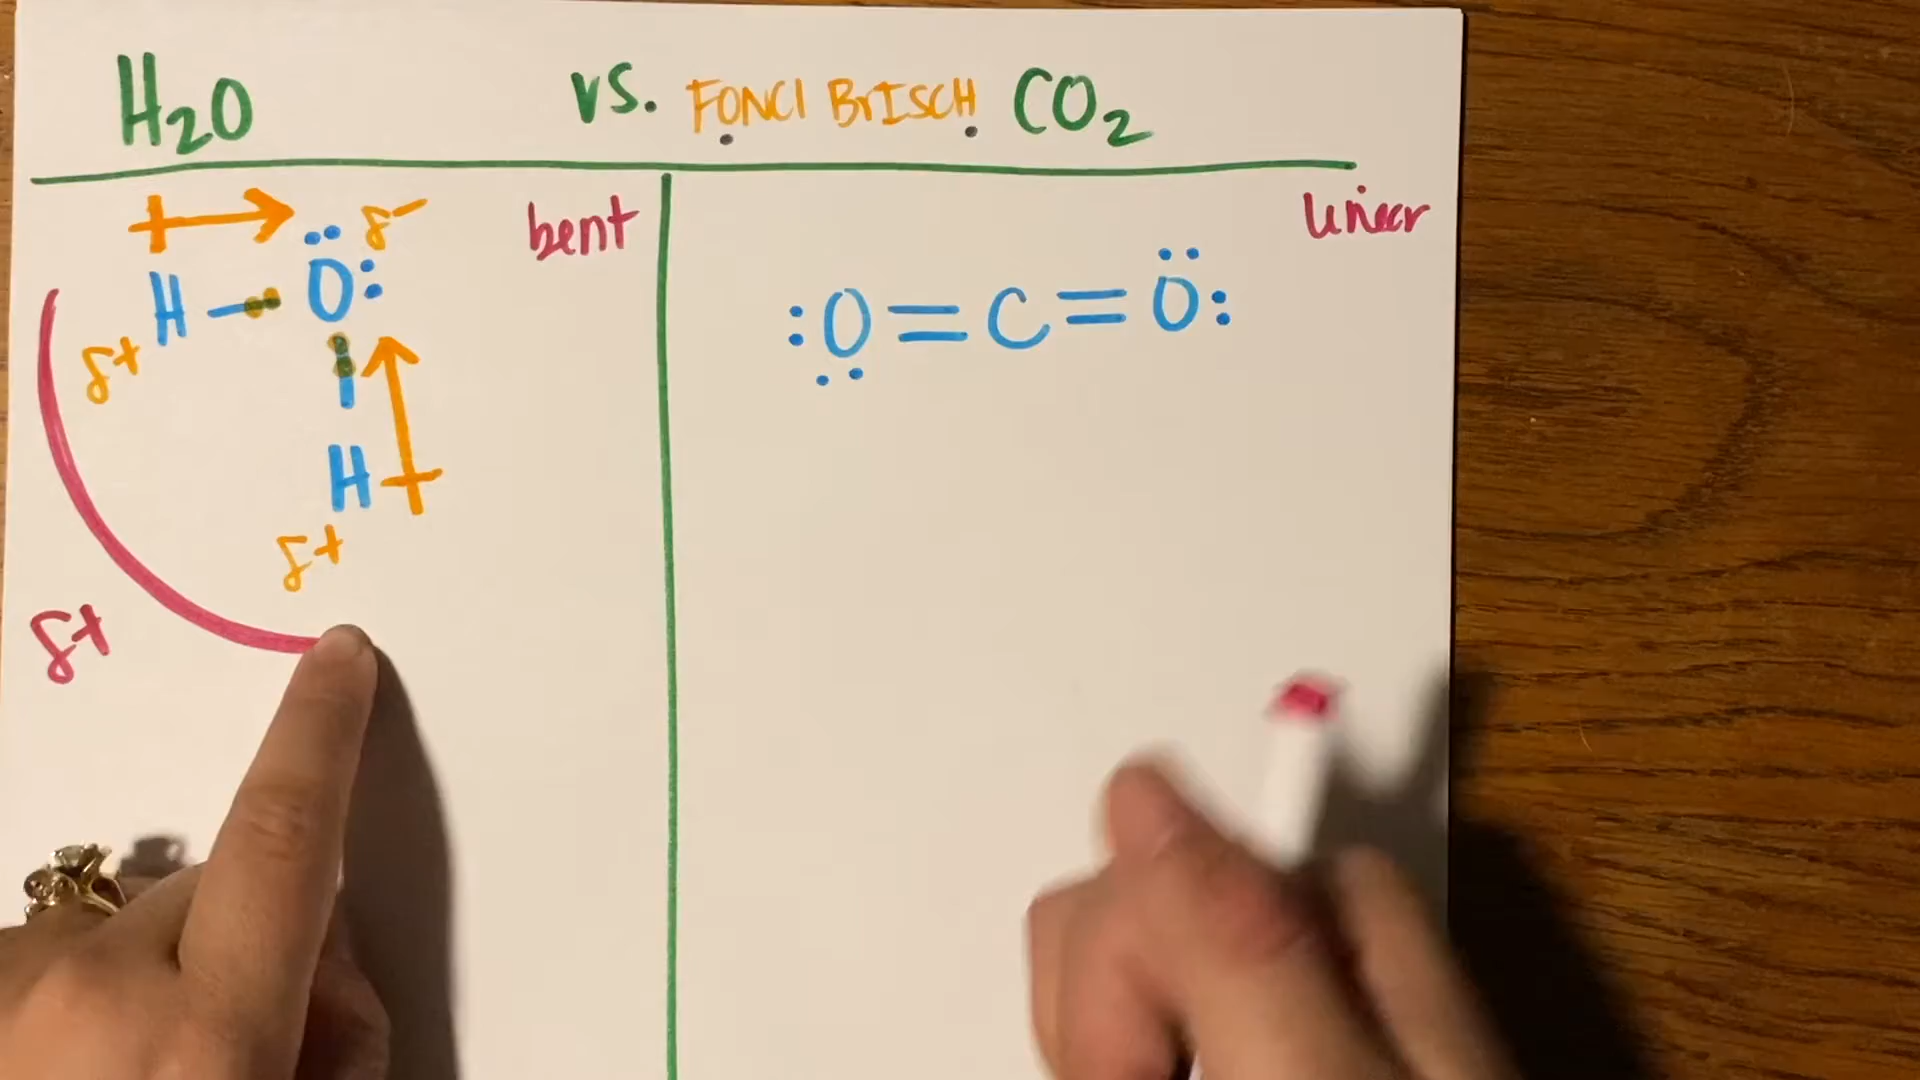 H₂O vs. FONCl BrISCH CO₂
bent
linear
δ-
H – O
δ+
H
δ+
δ+
O = C = O